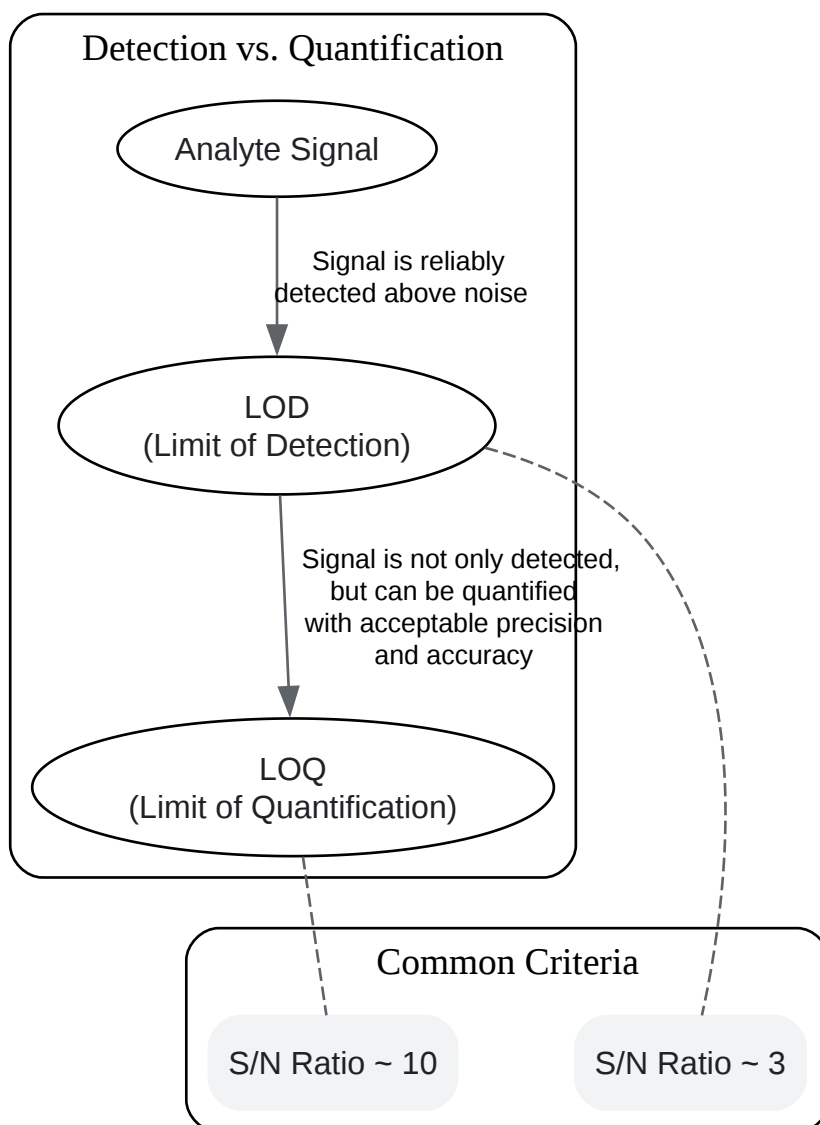 Detection vs. Quantification
Analyte Signal
Signal is reliably
detected above noise
LOD
(Limit of Detection)
Signal is not only detected,
but can be quantified
with acceptable precision
and accuracy
LOQ
(Limit of Quantification)
Common Criteria
S/N Ratio ~ 10
S/N Ratio ~ 3